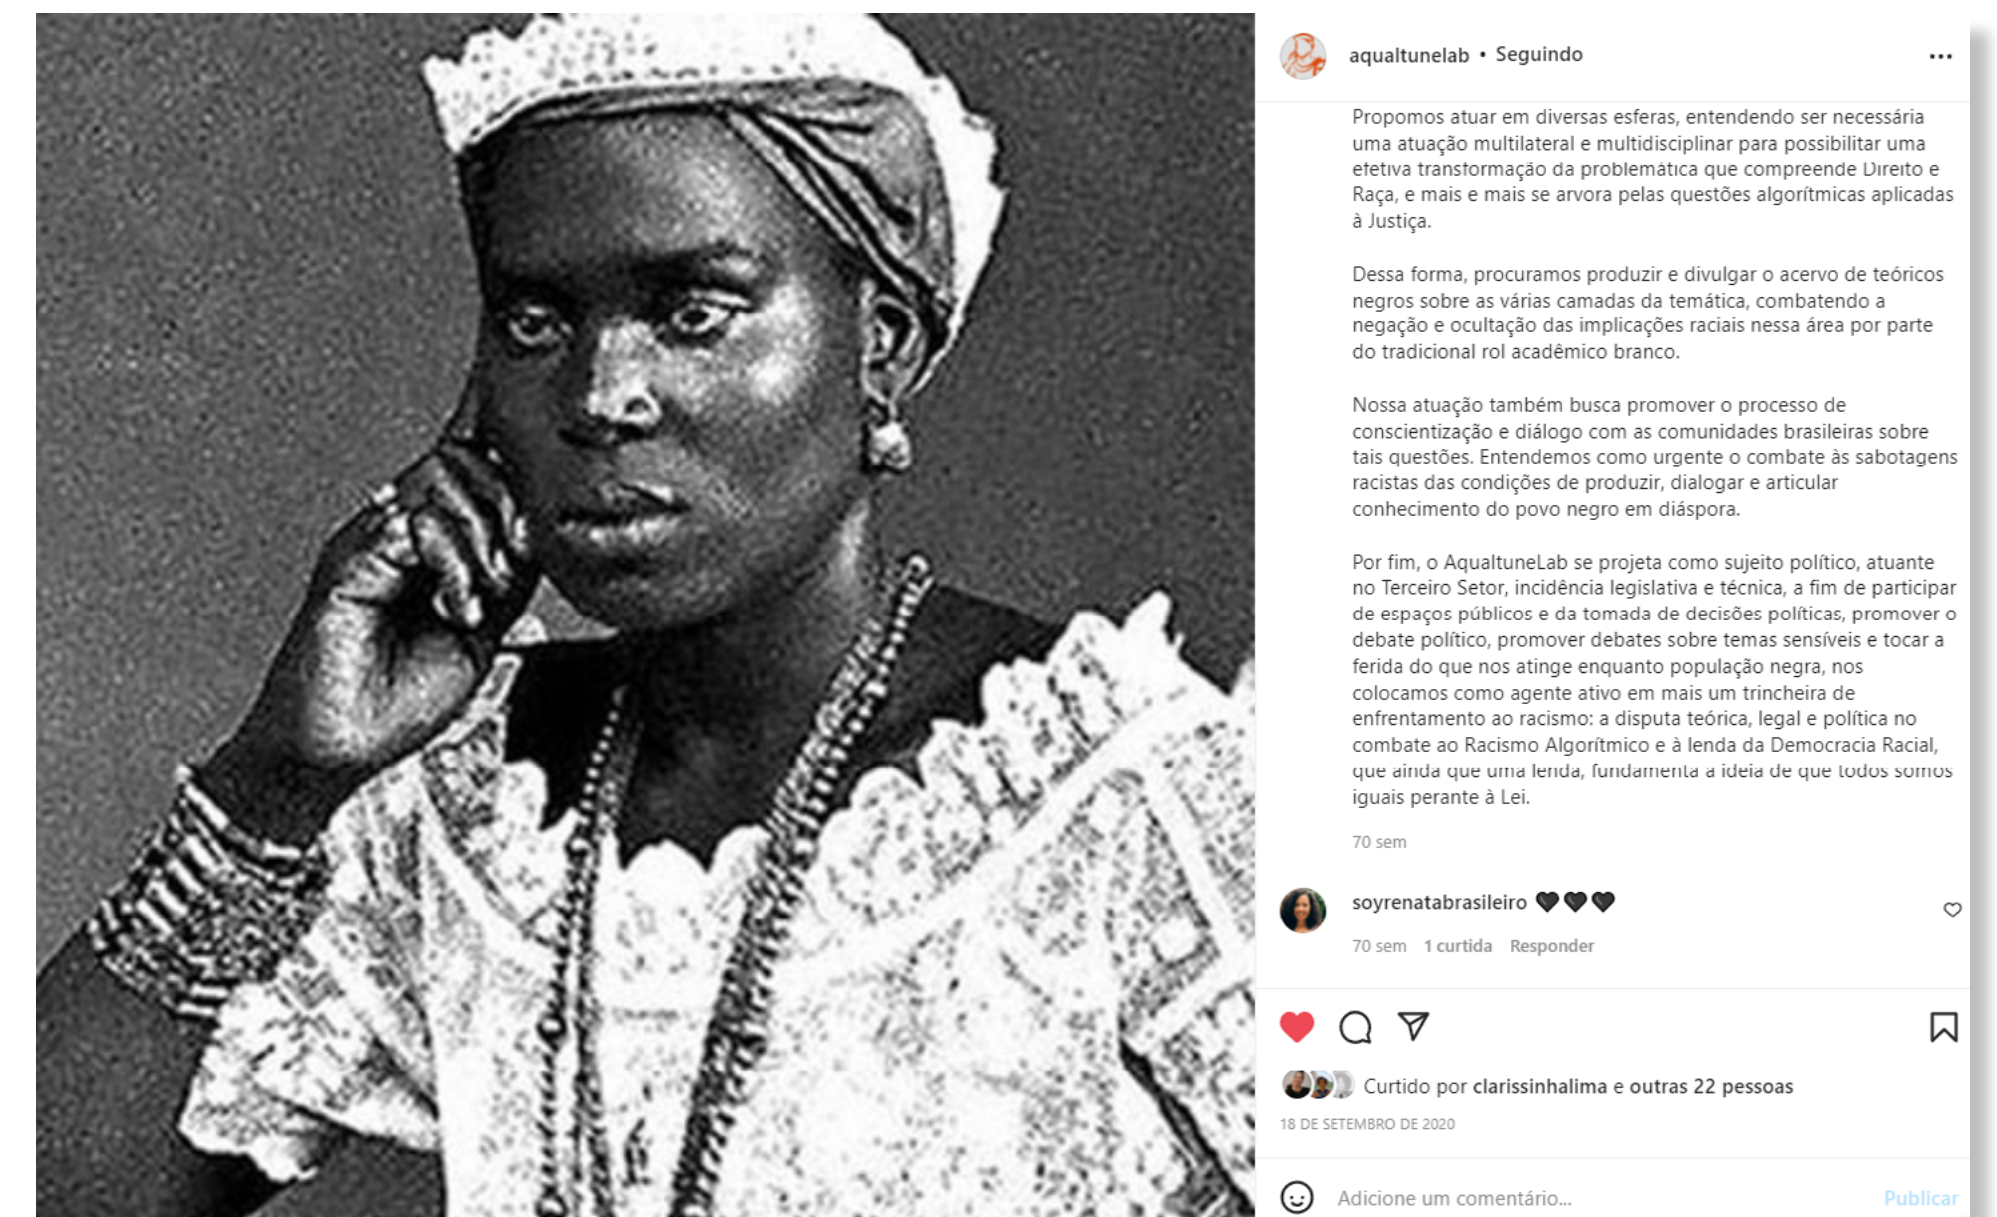 aqualtunelab • Seguindo
Propomos atuar em diversas esferas, entendendo ser necessária
uma atuação multilateral e multidisciplinar para possibilitar uma
efetiva transformação da problemática que compreende Direito e
Raça, e mais e mais se arvora pelas questões algorítmicas aplicadas
à Justiça.
Dessa forma, procuramos produzir e divulgar o acervo de teóricos
negros sobre as várias camadas da temática, combatendo a
negação e ocultação das implicações raciais nessa área por parte
do tradicional rol acadêmico branco.
Nossa atuação também busca promover o processo de
conscientização e diálogo com as comunidades brasileiras sobre
tais questões. Entendemos como urgente o combate às sabotagens
racistas das condições de produzir, dialogar e articular
conhecimento do povo negro em diáspora.
Por fim, o AqualtuneLab se projeta como sujeito político, atuante
no Terceiro Setor, incidência legislativa e técnica, a fim de participar
de espaços públicos e da tomada de decisões políticas, promover o
debate político, promover debates sobre temas sensíveis e tocar a
ferida do que nos atinge enquanto população negra, nos
colocamos como agente ativo em mais um trincheira de
enfrentamento ao racismo: a disputa teórica, legal e política no
combate ao Racismo Algorítmico e à lenda da Democracia Racial,
que ainda que uma lenda, fundamenta a ideia de que todos somos
iguais perante à Lei.
70 sem
soyrenatabrasileiro 🖤🖤🖤
70 sem 1 curtida Responder
Curtido por clarissinhalima e outras 22 pessoas
18 DE SETEMBRO DE 2020
Adicione um comentário... Publicar